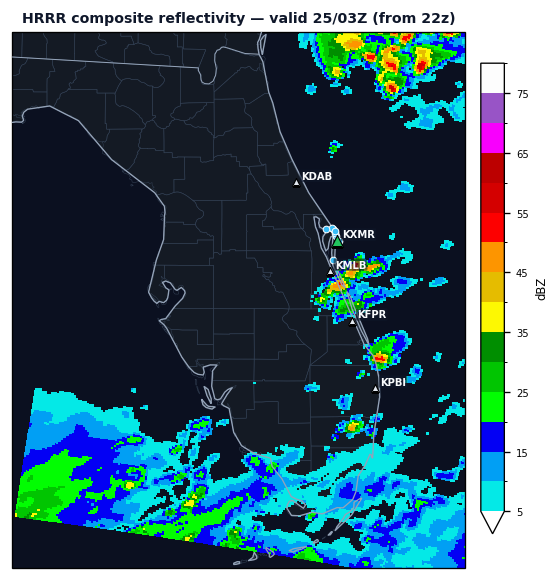 HRRR composite reflectivity — valid 25/03Z (from 22z)
75
65
55
45
35
25
15
5
dBZ
KDAB
KXMR
KMLB
KFPR
KPBI